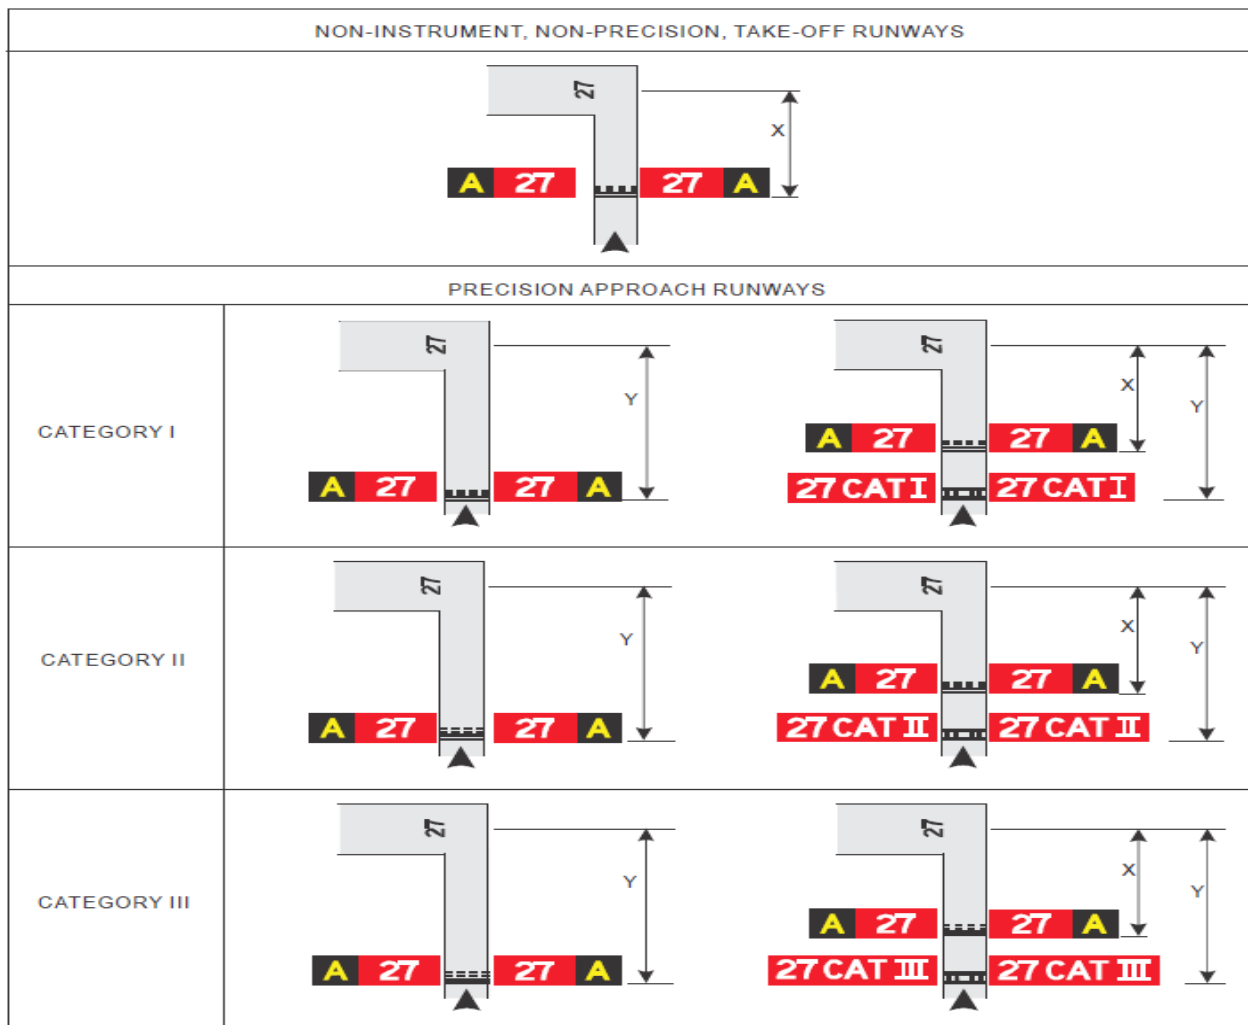 NON-INSTRUMENT, NON-PRECISION, TAKE-OFF RUNWAYS
27
X
A 27 27 A
PRECISION APPROACH RUNWAYS
CATEGORY I
27
Y
A 27 27 A
27
X
Y
A 27 27 A
27 CAT I 27 CAT I
CATEGORY II
27
Y
A 27 27 A
27
X
Y
A 27 27 A
27 CAT II 27 CAT II
CATEGORY III
27
Y
A 27 27 A
27
X
Y
A 27 27 A
27 CAT III 27 CAT III